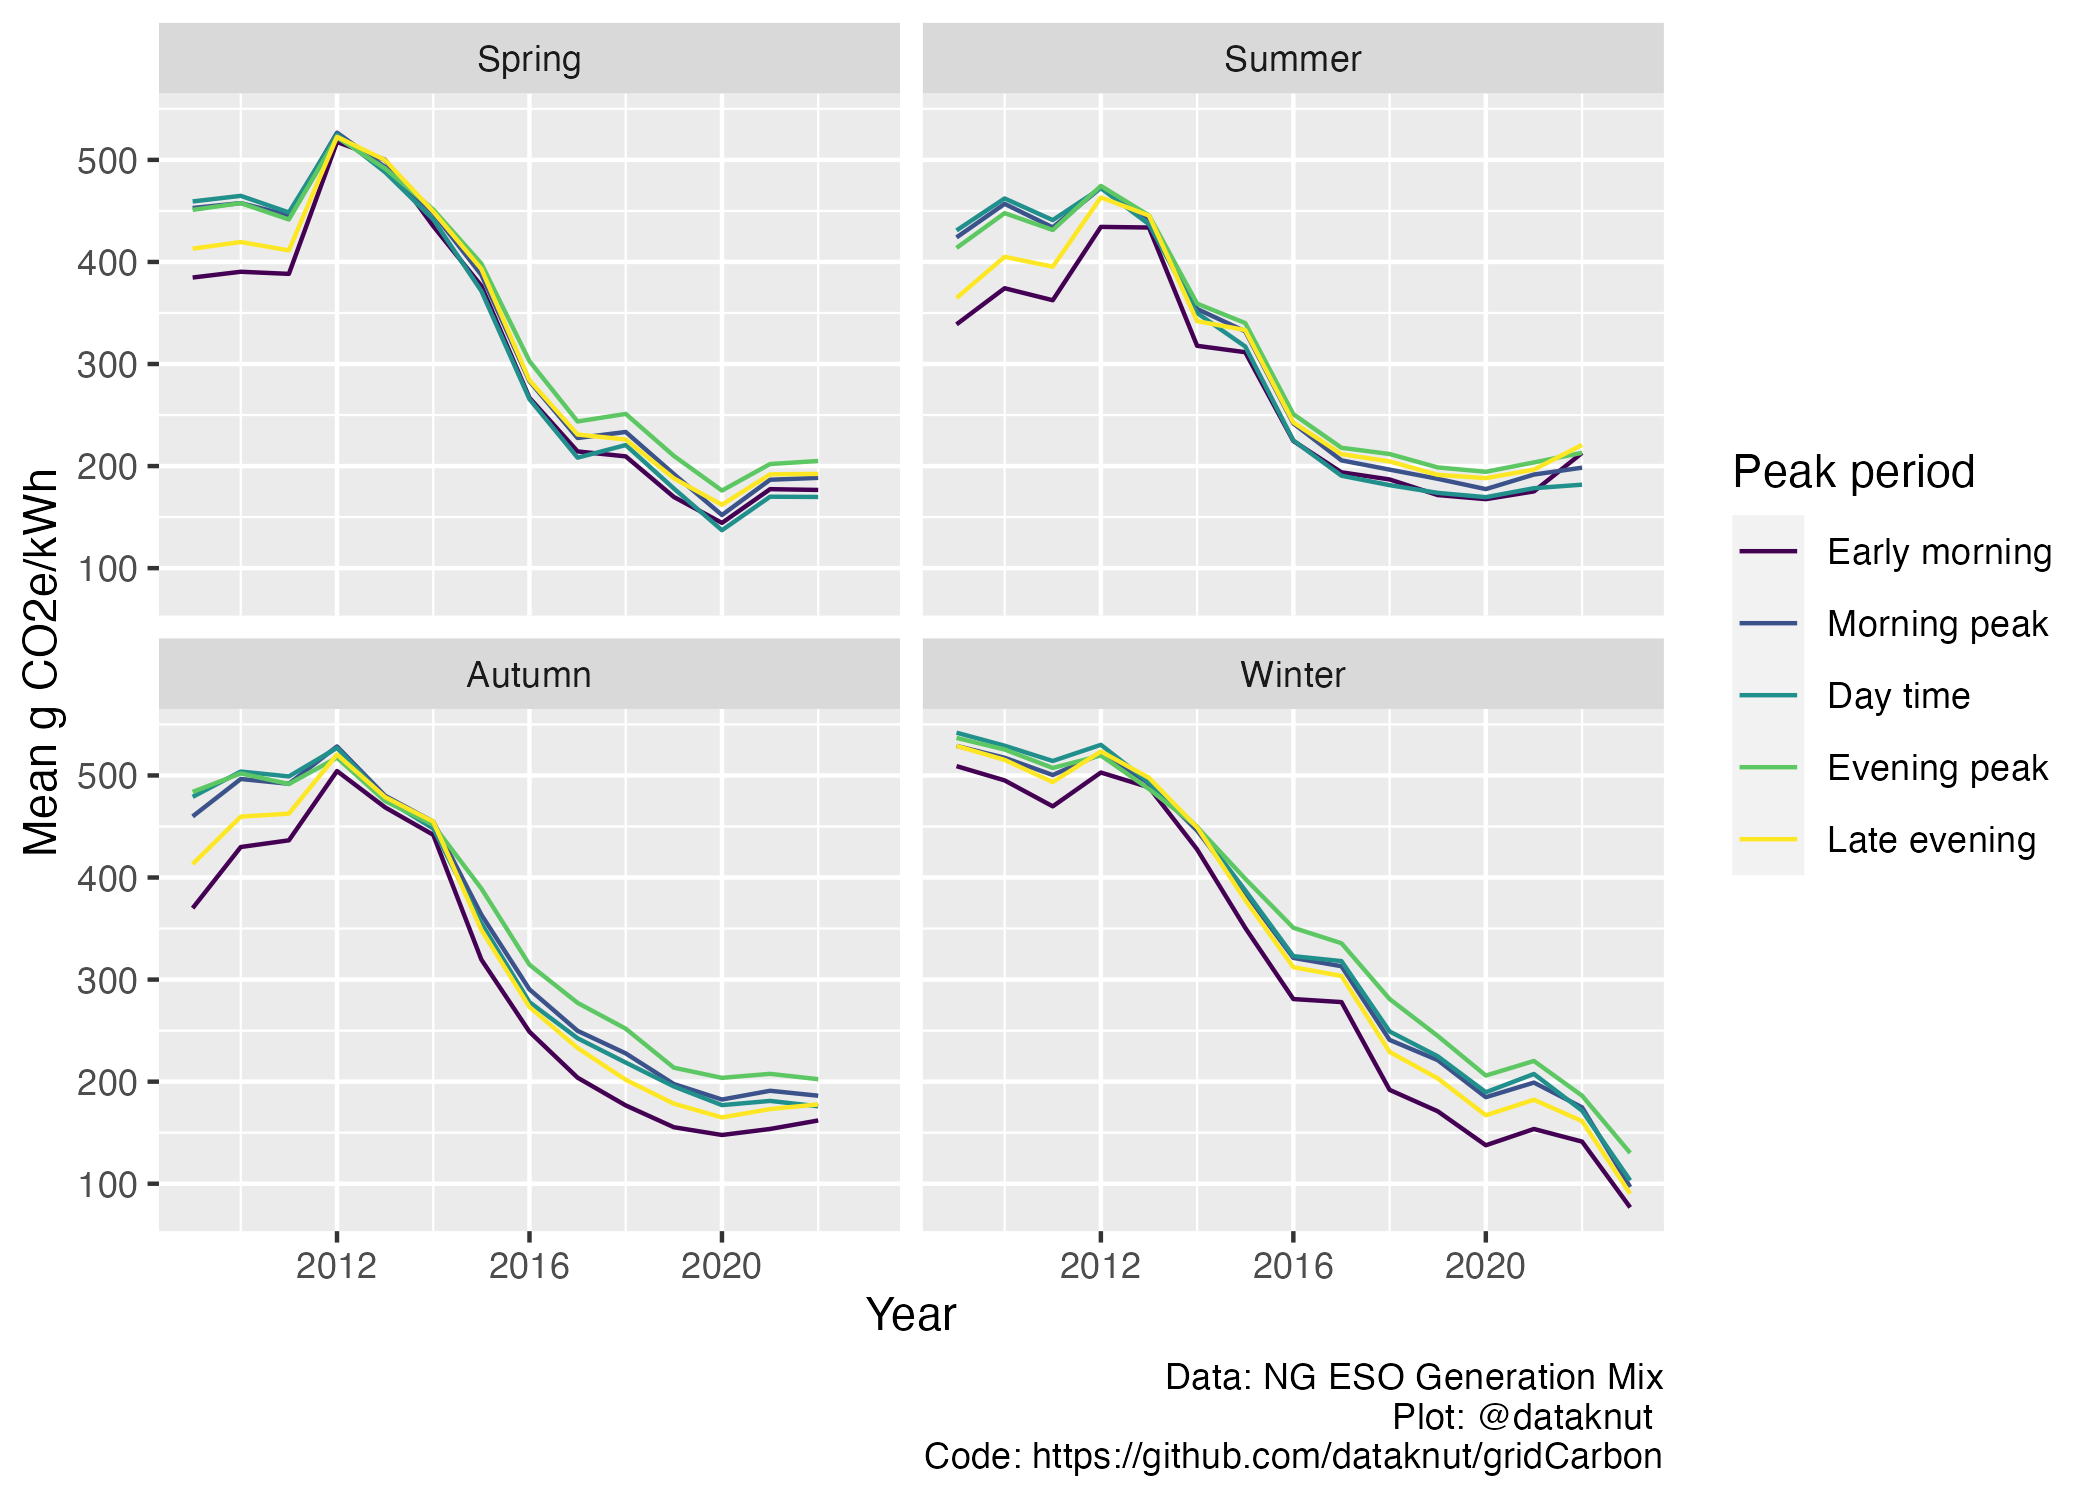 Spring
Summer
500
400
300
200
100
Autumn
Winter
500
400
300
200
100
2012
2016
2020
2012
2016
2020
Mean g CO2e/kWh
Year
Peak period
Early morning
Morning peak
Day time
Evening peak
Late evening
Data: NG ESO Generation Mix
Plot: @dataknut
Code: https://github.com/dataknut/gridCarbon